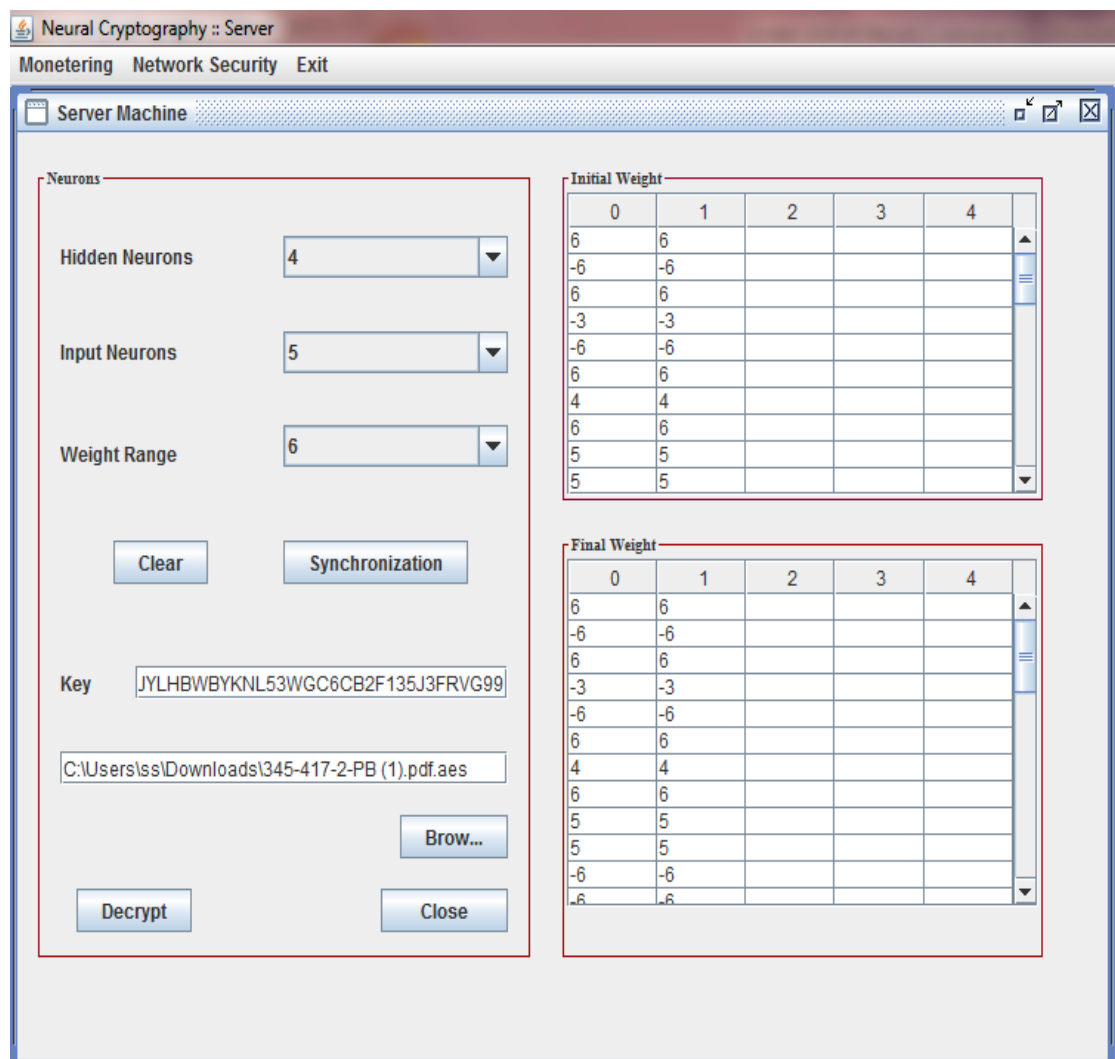 Neural Cryptography :: Server
Monetering Network Security Exit
Server Machine
Neurons
Hidden Neurons 4
Input Neurons 5
Weight Range 6
Clear Synchronization
Key JYLHBWBYKNL53WGC6CB2F135J3FRVG99
C:\Users\ss\Downloads\345-417-2-PB (1).pdf.aes
Brow...
Decrypt Close
Initial Weight
0 1 2 3 4
6 6
-6 -6
6 6
-3 -3
-6 -6
6 6
4 4
6 6
5 5
5 5
Final Weight
0 1 2 3 4
6 6
-6 -6
6 6
-3 -3
-6 -6
6 6
4 4
6 6
5 5
5 5
-6 -6
-6 -6